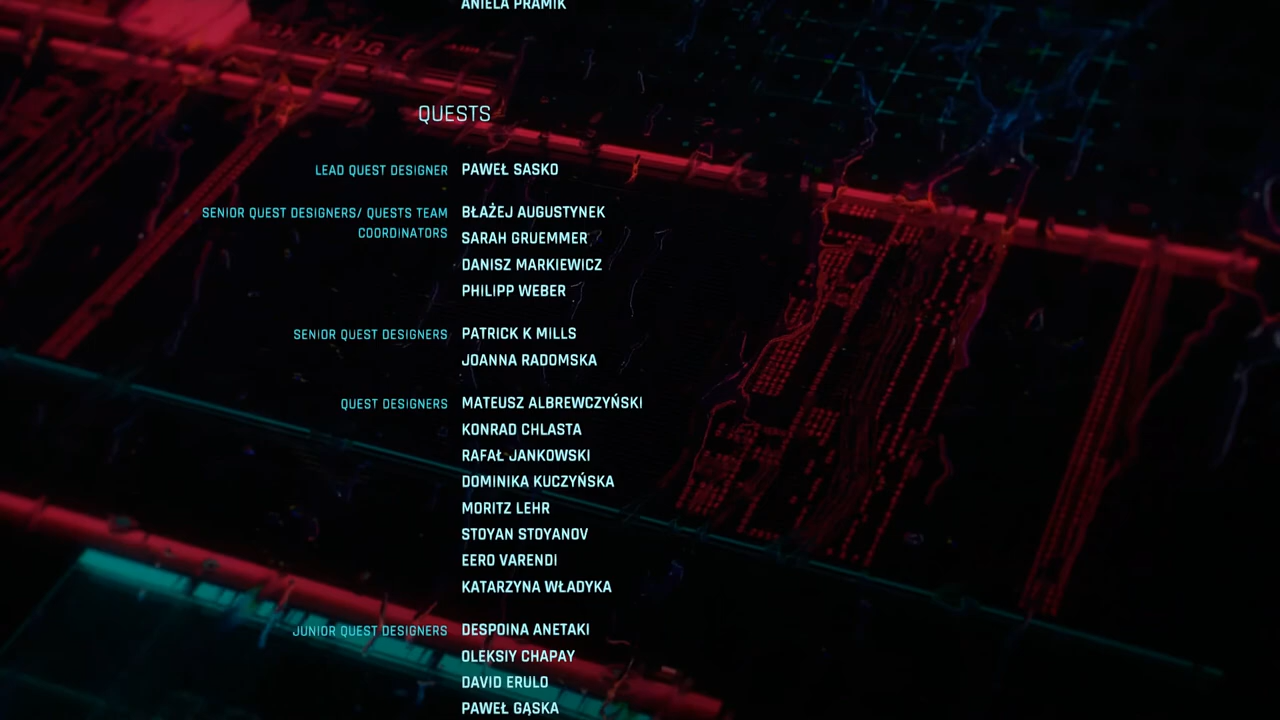 ANIELA PRAMIK
QUESTS
LEAD QUEST DESIGNER PAWEŁ SASKO
SENIOR QUEST DESIGNERS/ QUESTS TEAM COORDINATORS BŁAŻEJ AUGUSTYNEK
SARAH GRUEMMER
DANISZ MARKIEWICZ
PHILIPP WEBER
SENIOR QUEST DESIGNERS PATRICK K MILLS
JOANNA RADOMSKA
QUEST DESIGNERS MATEUSZ ALBREWCZYŃSKI
KONRAD CHLASTA
RAFAŁ JANKOWSKI
DOMINIKA KUCZYŃSKA
MORITZ LEHR
STOYAN STOYANOV
EERO VARENDI
KATARZYNA WŁADYKA
JUNIOR QUEST DESIGNERS DESPOINA ANETAKI
OLEKSIY CHAPAY
DAVID ERULO
PAWEŁ GĄSKA